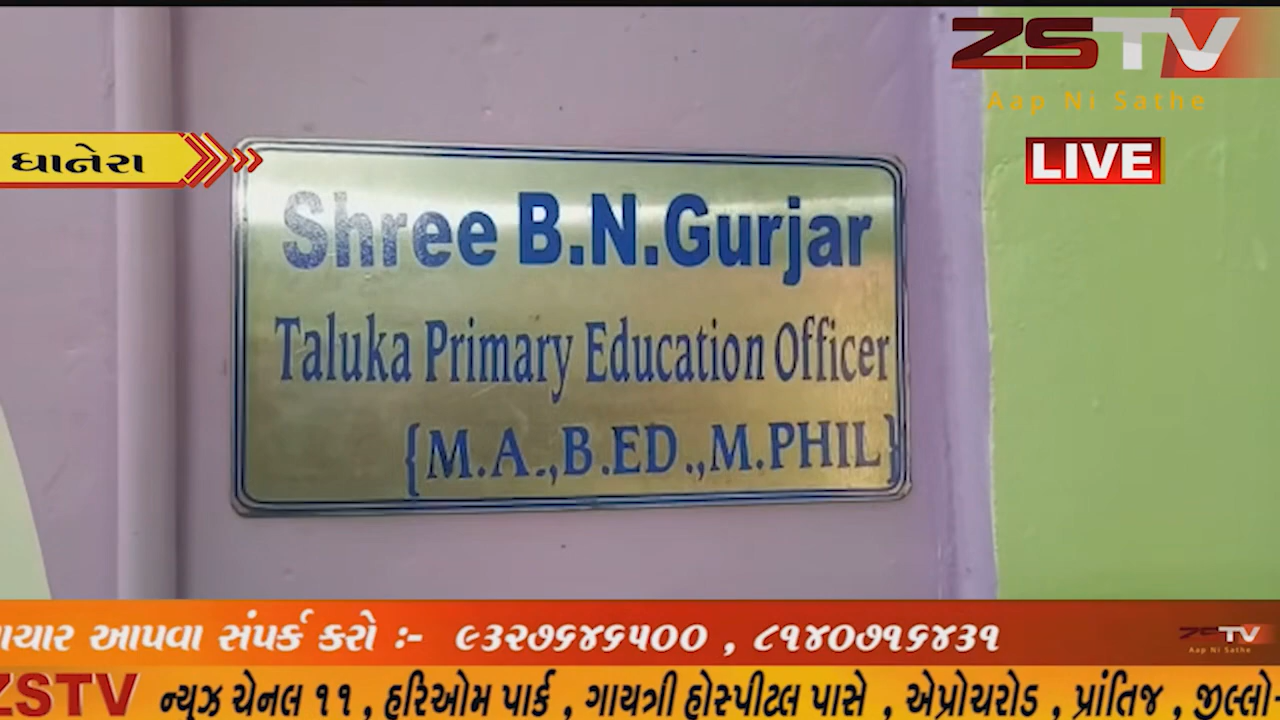 ZSTV
Aap Ni Sathe
ધાનેરા
LIVE
Shree B.N.Gurjar
Taluka Primary Education Officer
{M.A.,B.ED.,M.PHIL}
આપવા સંપર્ક કરો :- ૯૩૨૭૬૪૬૫૦૦ , ૮૧૪૦૭૧૬૪૩૧
ZSTV
Aap Ni Sathe
ZSTV ન્યૂઝ ચેનલ ૧૧ , હરિઓમ પાર્ક , ગાયત્રી હોસ્પીટલ પાસે , એપ્રોચરોડ , પ્રાંતિજ , જીલ્લો-